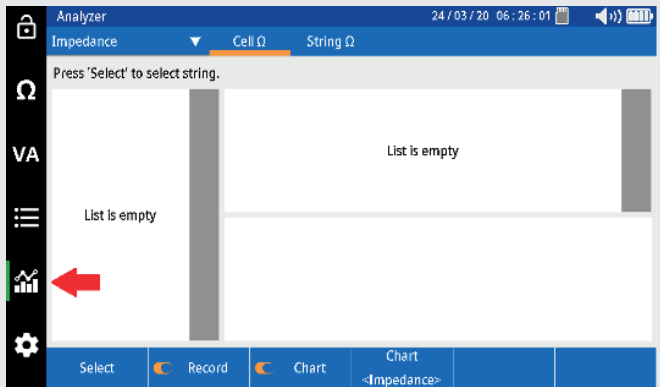 Analyzer 24/03/20 06:26:01
Impedance Cell Ω String Ω
Press 'Select' to select string.
Ω
VA
List is empty
List is empty
Select Record Chart Chart
<Impedance>